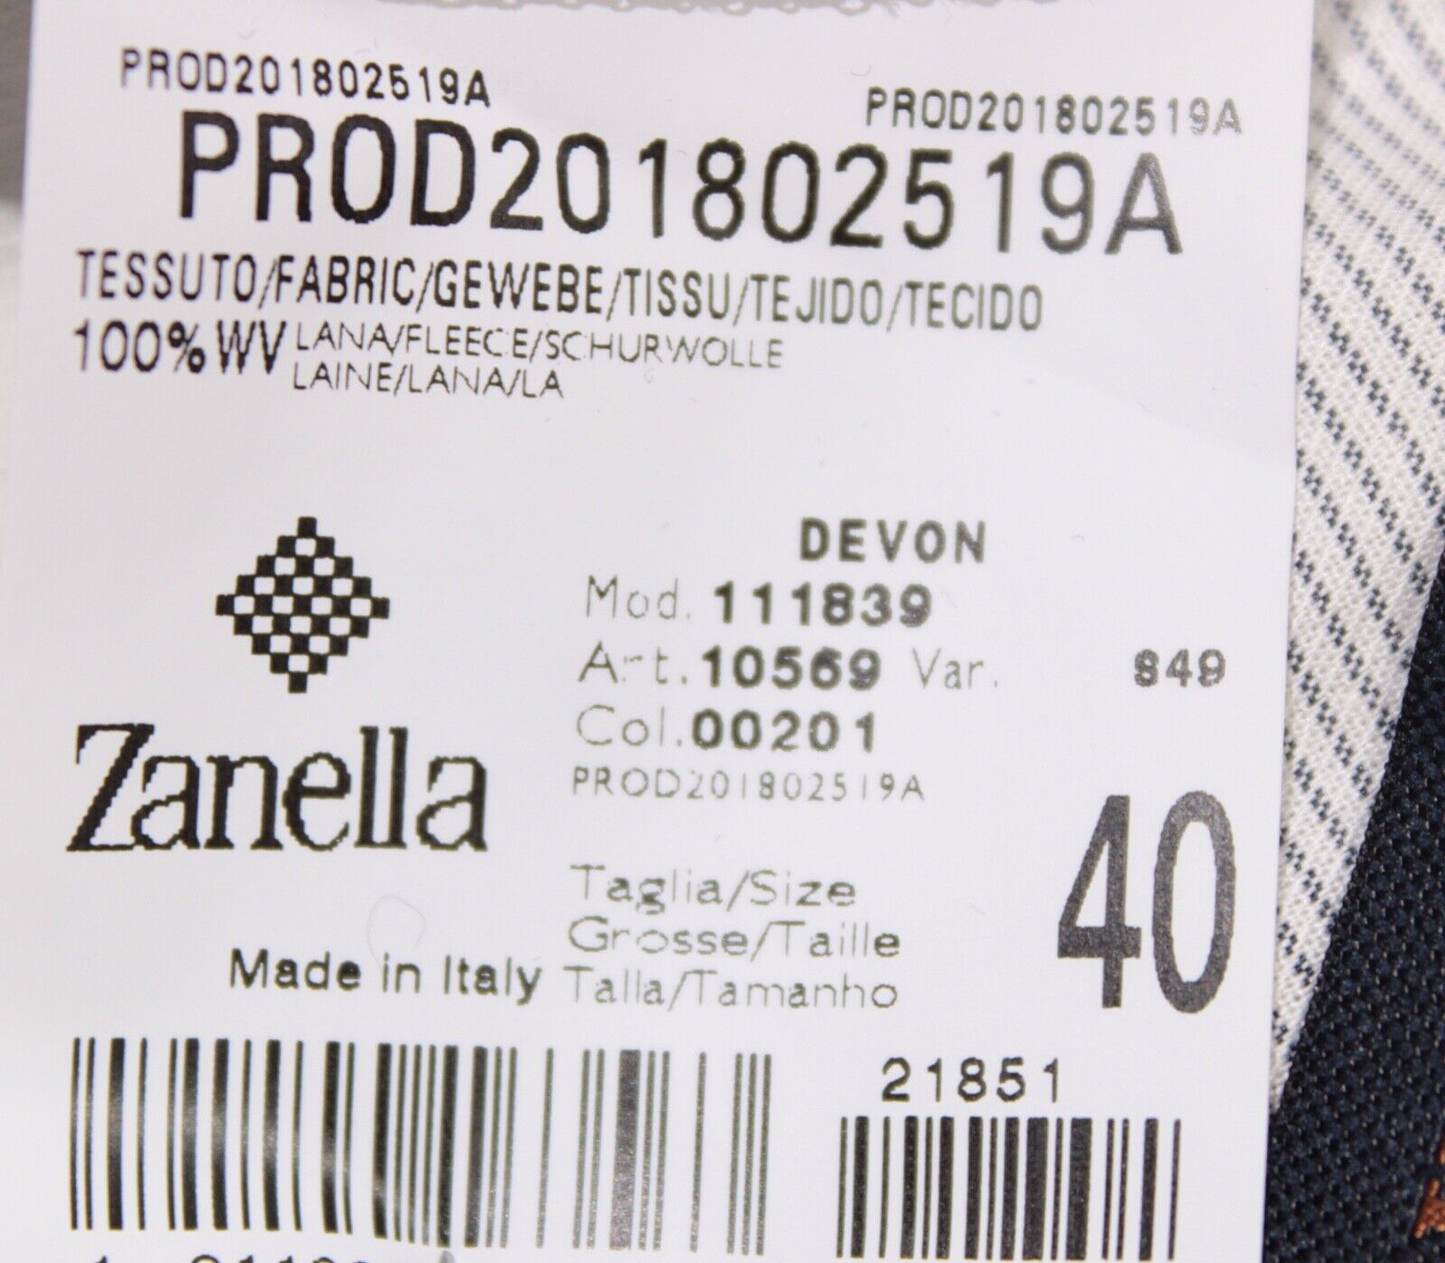 PROD201802519A
PROD201802519A
PROD201802519A
TESSUTO/FABRIC/GEWEBE/TISSU/TEJIDO/TECIDO
100% WV LANA/FLEECE/SCHURWOLLE
LAINE/LANA/LA
DEVON
Mod. 111839
Art. 10569 Var. 849
Col. 00201
PROD201802519A
Zanella
Taglia/Size
Grosse/Taille
Talla/Tamanho
40
Made in Italy
21851